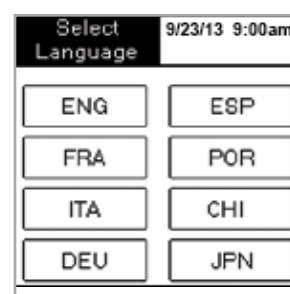 Select
Language
9/23/13 9:00am
ENG
ESP
FRA
POR
ITA
CHI
DEU
JPN